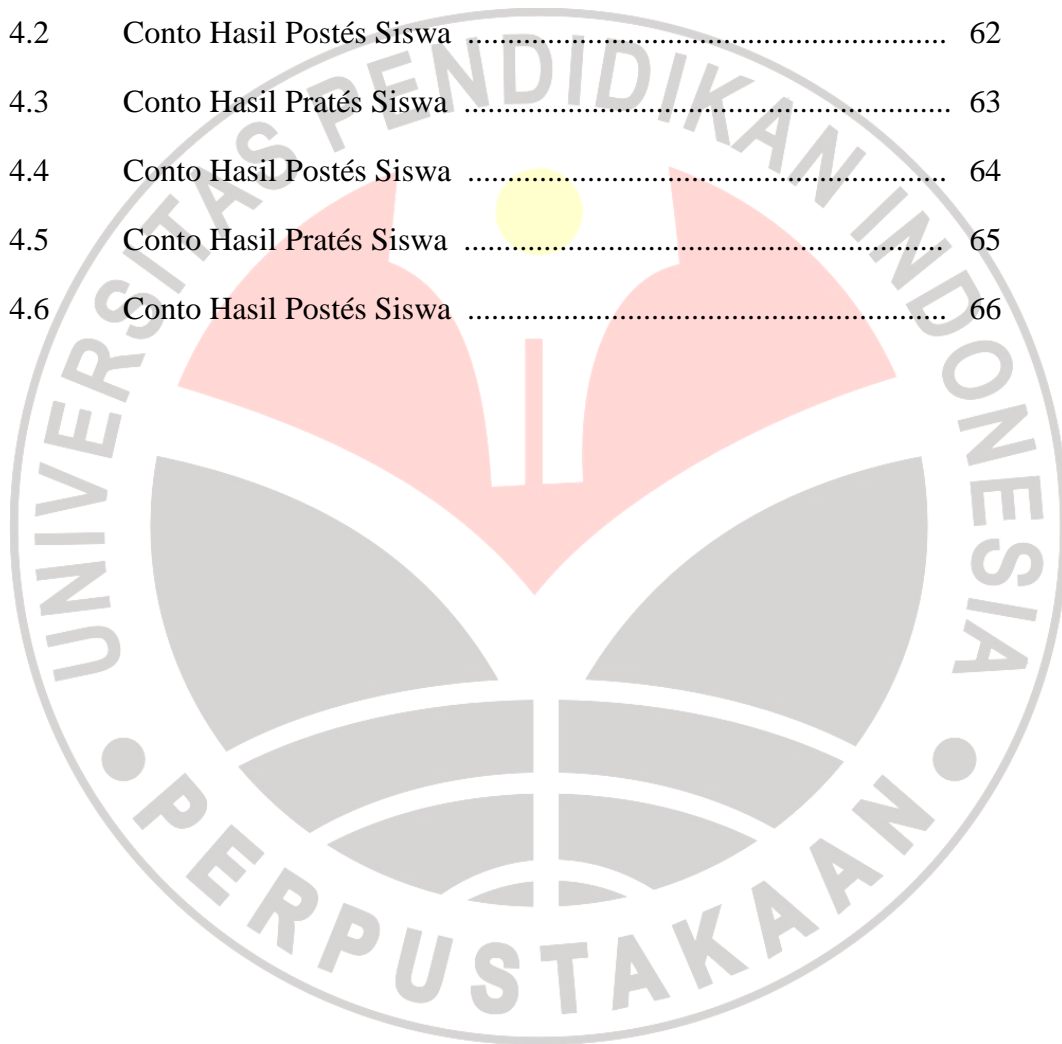 4.2 Conto Hasil Postés Siswa ............................................................. 62
4.3 Conto Hasil Pratés Siswa .............................................................. 63
4.4 Conto Hasil Postés Siswa ............................................................. 64
4.5 Conto Hasil Pratés Siswa ............................................................. 65
4.6 Conto Hasil Postés Siswa ............................................................. 66
UNIVERSITAS PENDIDIKAN INDONESIA
PERPUSTAKAAN